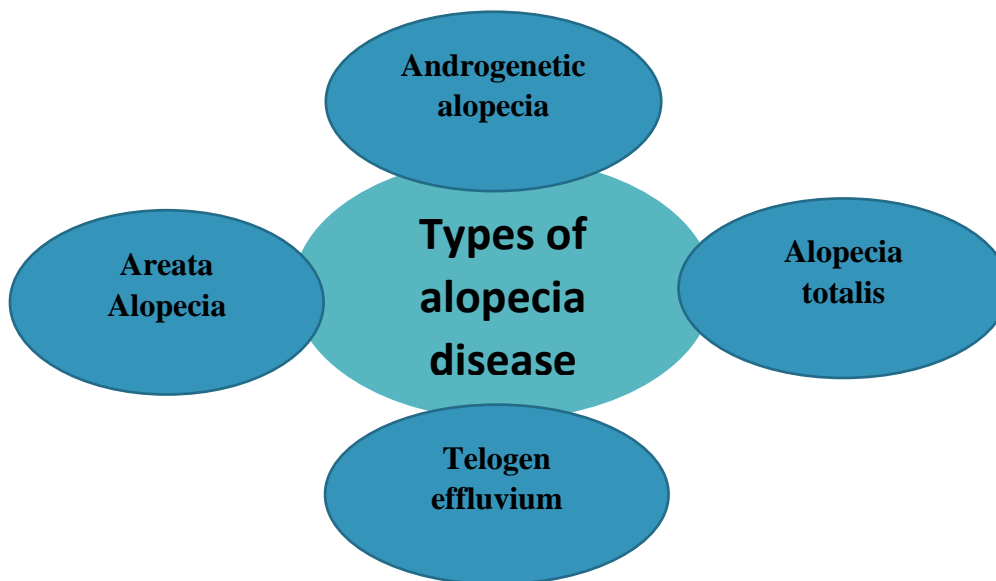 Androgenetic
alopecia
Types of
alopecia
disease
Areata
Alopecia
Alopecia
totalis
Telogen
effluvium